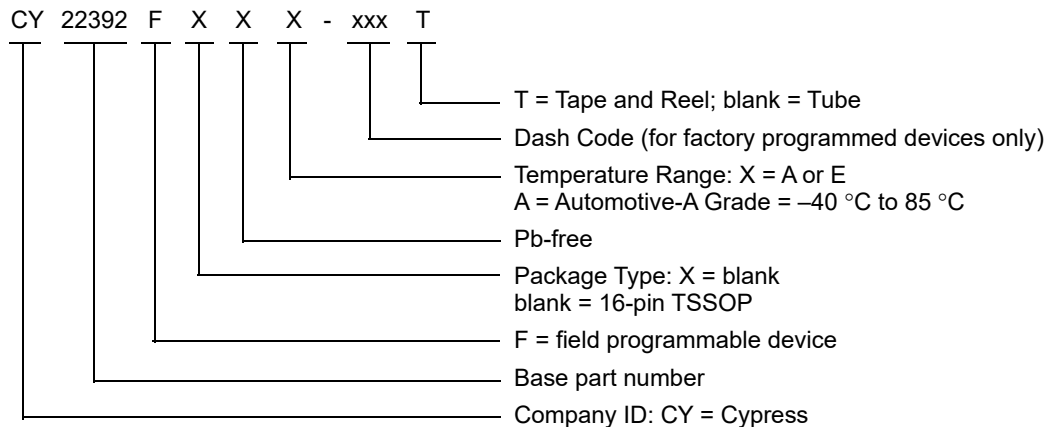 CY 22392 F X X X - xxx T
T = Tape and Reel; blank = Tube
Dash Code (for factory programmed devices only)
Temperature Range: X = A or E
A = Automotive-A Grade = –40 °C to 85 °C
Pb-free
Package Type: X = blank
blank = 16-pin TSSOP
F = field programmable device
Base part number
Company ID: CY = Cypress